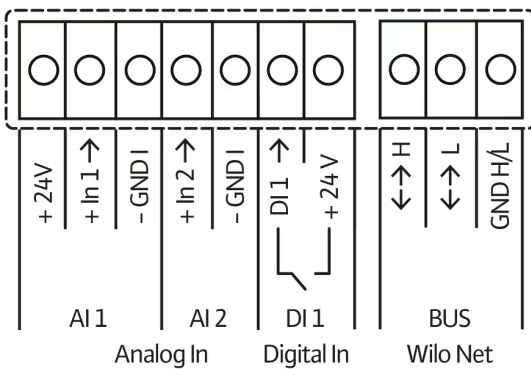 + 24V
+ In 1 →
- GND I
+ In 2 →
- GND I
DI 1 →
+ 24 V
↔ H
↔ L
GND H/L
AI 1 AI 2 DI 1 BUS
Analog In Digital In Wilo Net